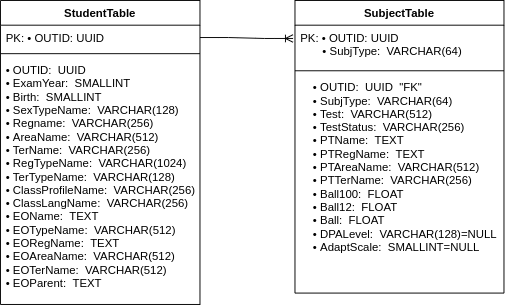 StudentTable
PK: • OUTID: UUID
• OUTID: UUID
• ExamYear: SMALLINT
• Birth: SMALLINT
• SexTypeName: VARCHAR(128)
• Regname: VARCHAR(256)
• AreaName: VARCHAR(512)
• TerName: VARCHAR(256)
• RegTypeName: VARCHAR(1024)
• TerTypeName: VARCHAR(128)
• ClassProfileName: VARCHAR(256)
• ClassLangName: VARCHAR(256)
• EOName: TEXT
• EOTypeName: VARCHAR(512)
• EORegName: TEXT
• EOAreaName: VARCHAR(512)
• EOTerName: VARCHAR(512)
• EOParent: TEXT
SubjectTable
PK: • OUTID: UUID
• SubjType: VARCHAR(64)
• OUTID: UUID "FK"
• SubjType: VARCHAR(64)
• Test: VARCHAR(512)
• TestStatus: VARCHAR(256)
• PTName: TEXT
• PTRegName: TEXT
• PTAreaName: VARCHAR(512)
• PTTerName: VARCHAR(256)
• Ball100: FLOAT
• Ball12: FLOAT
• Ball: FLOAT
• DPALevel: VARCHAR(128)=NULL
• AdaptScale: SMALLINT=NULL